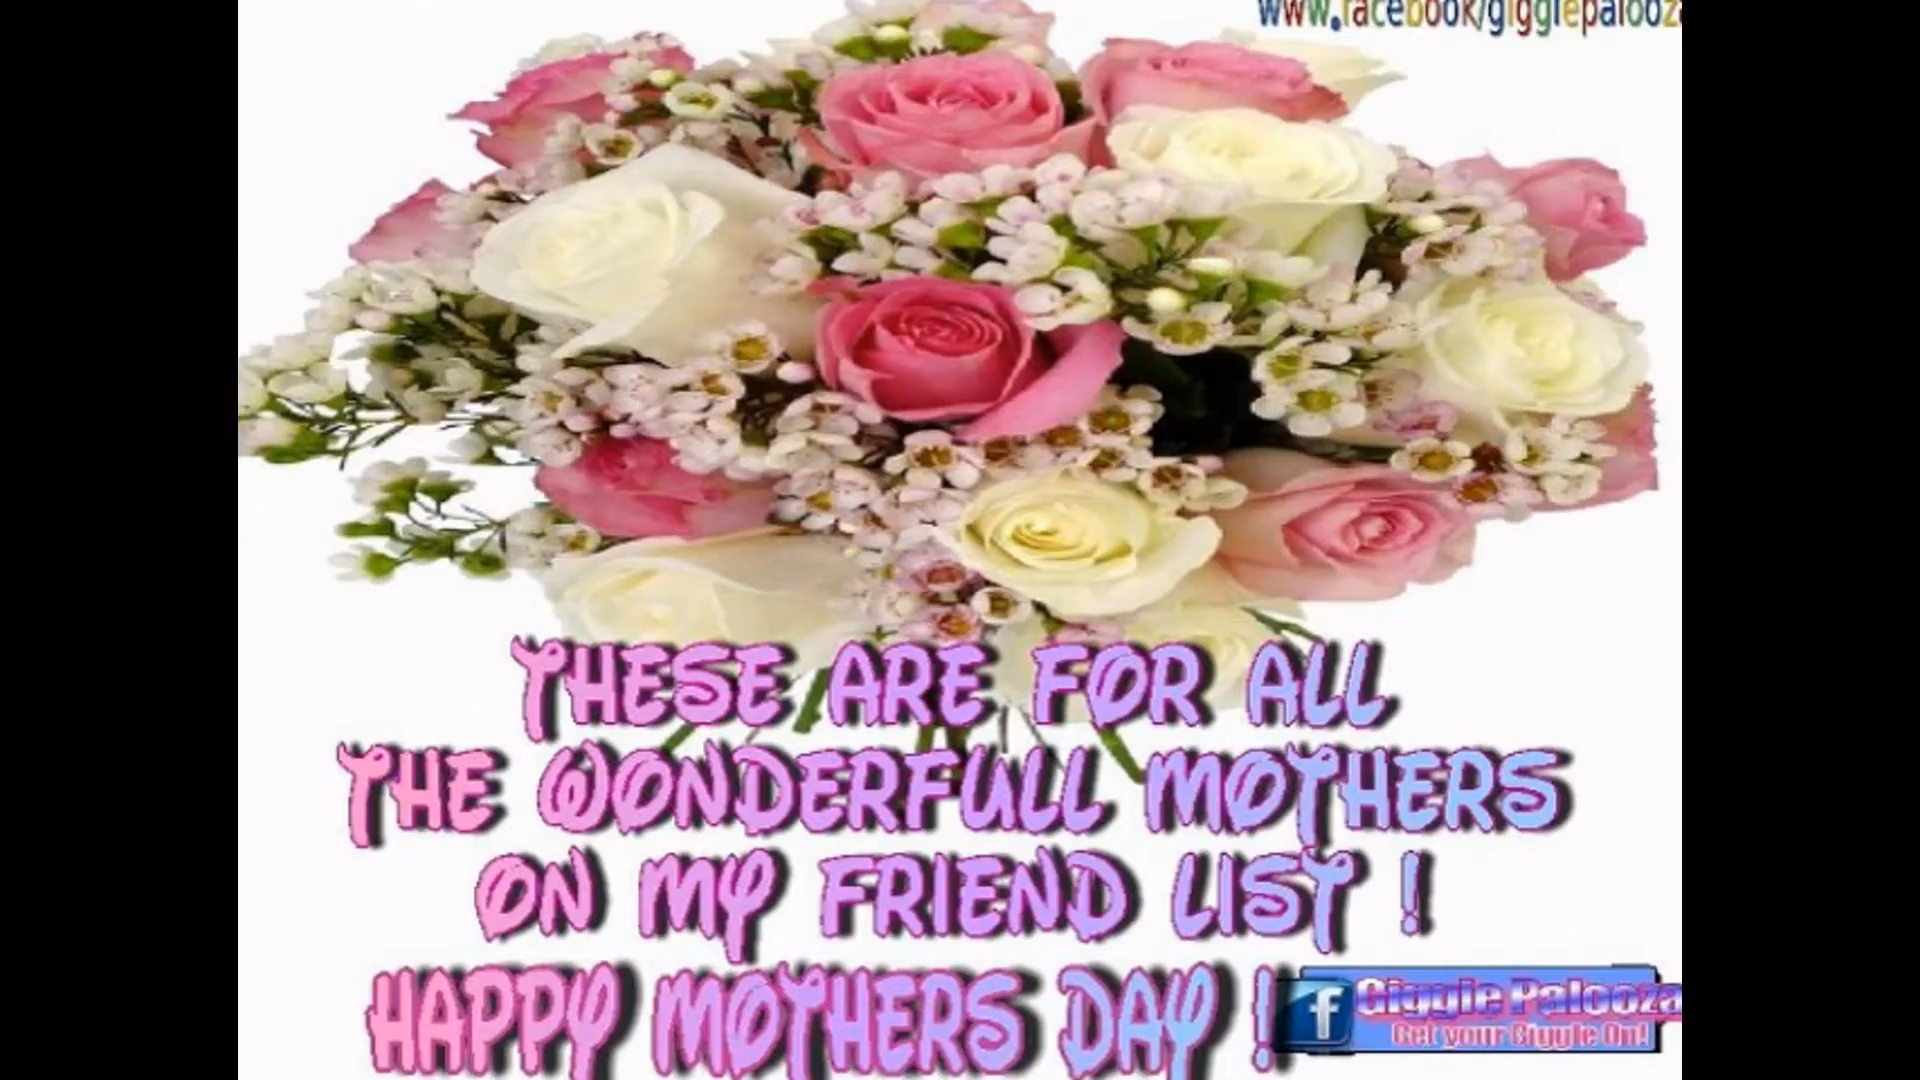 www.facebook/gigglepalooza
THESE ARE FOR ALL
THE WONDERFULL MOTHERS
ON MY FRIEND LIST !
HAPPY MOTHERS DAY !
f Giggle Palooza
Get your Giggle On!